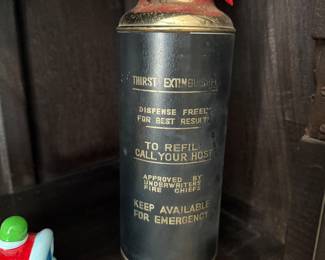 THIRST EXTINGUISHER
DISPENSE FREELY
FOR BEST RESULTS
TO REFILL
CALL YOUR HOST
APPROVED BY
UNDERWRITERS
FIRE CHIEFS
KEEP AVAILABLE
FOR EMERGENCY